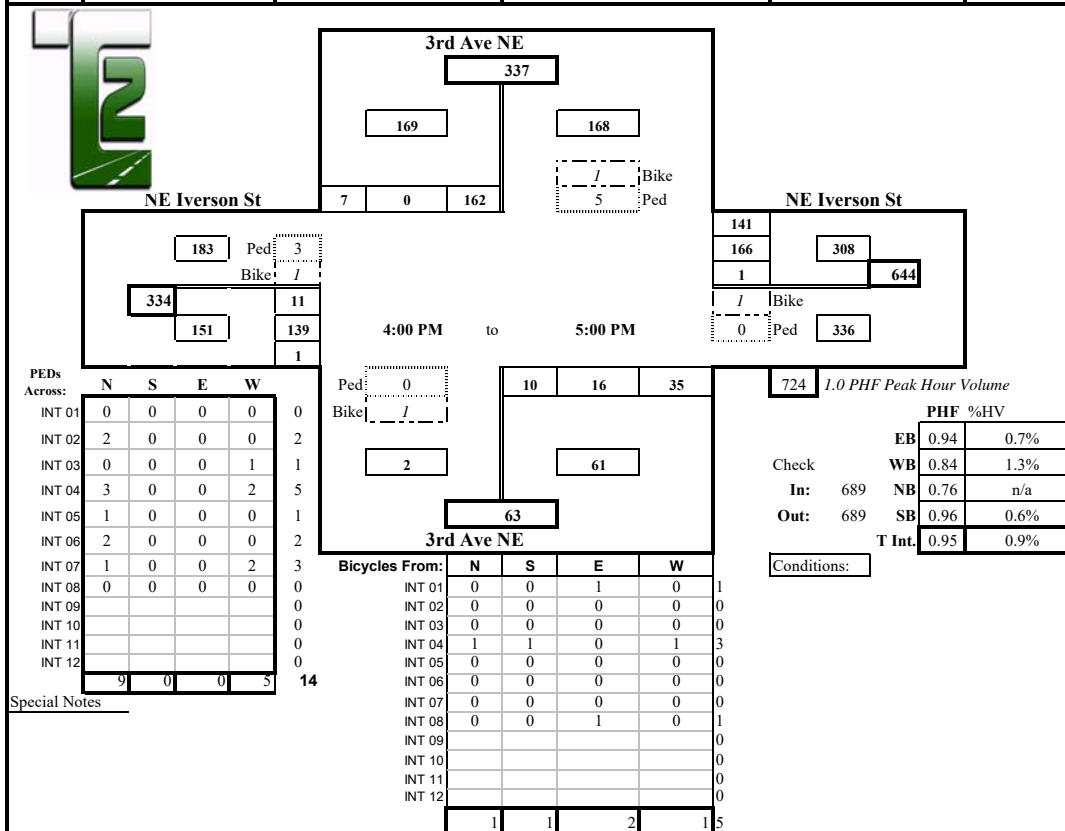 T2
3rd Ave NE
337
169 168
1 Bike
5 Ped
NE Iverson St
7 0 162
NE Iverson St
141
183 Ped 3
166 308
Bike 1
1 644
334 11
1 Bike
151 139 4:00 PM to 5:00 PM
0 Ped 336
1
PEDs
Across: N S E W
Ped 0 10 16 35
724 1.0 PHF Peak Hour Volume
INT 01 0 0 0 0 0
Bike 1
PHF %HV
INT 02 2 0 0 0 2
EB 0.94 0.7%
INT 03 0 0 0 1 1
2 61
Check WB 0.84 1.3%
INT 04 3 0 0 2 5
In: 689 NB 0.76 n/a
INT 05 1 0 0 0 1
63
Out: 689 SB 0.96 0.6%
INT 06 2 0 0 0 2
3rd Ave NE
T Int. 0.95 0.9%
INT 07 1 0 0 2 3
Bicycles From: N S E W
Conditions:
INT 08 0 0 0 0 0
INT 01 0 0 1 0 1
INT 09 0
INT 02 0 0 0 0 0
INT 10 0
INT 03 0 0 0 0 0
INT 11 0
INT 04 1 1 0 1 3
INT 12 0
INT 05 0 0 0 0 0
9 0 0 5 14
INT 06 0 0 0 0 0
Special Notes
INT 07 0 0 0 0 0
INT 08 0 0 1 0 1
INT 09 0
INT 10 0
INT 11 0
INT 12 0
1 1 2 1 5